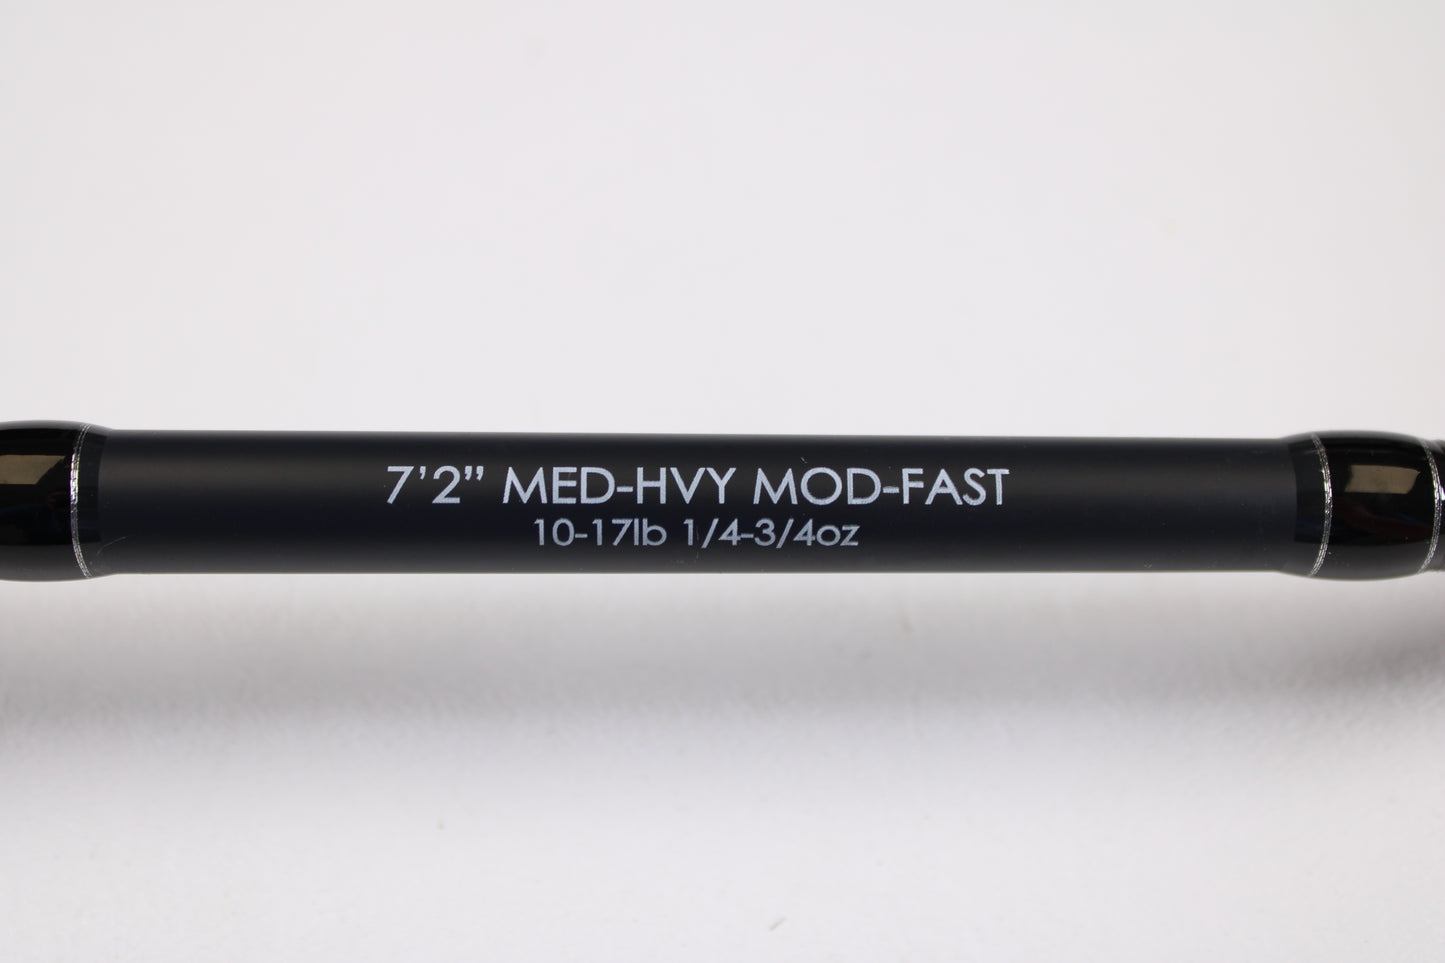 7’2” MED-HVY MOD-FAST
10-17lb 1/4-3/4oz